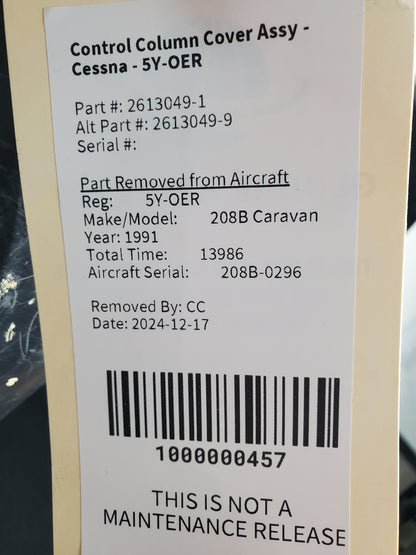 Control Column Cover Assy -
Cessna - 5Y-OER
Part #: 2613049-1
Alt Part #: 2613049-9
Serial #:
Part Removed from Aircraft
Reg: 5Y-OER
Make/Model: 208B Caravan
Year: 1991
Total Time: 13986
Aircraft Serial: 208B-0296
Removed By: CC
Date: 2024-12-17
1000000457
THIS IS NOT A
MAINTENANCE RELEASE